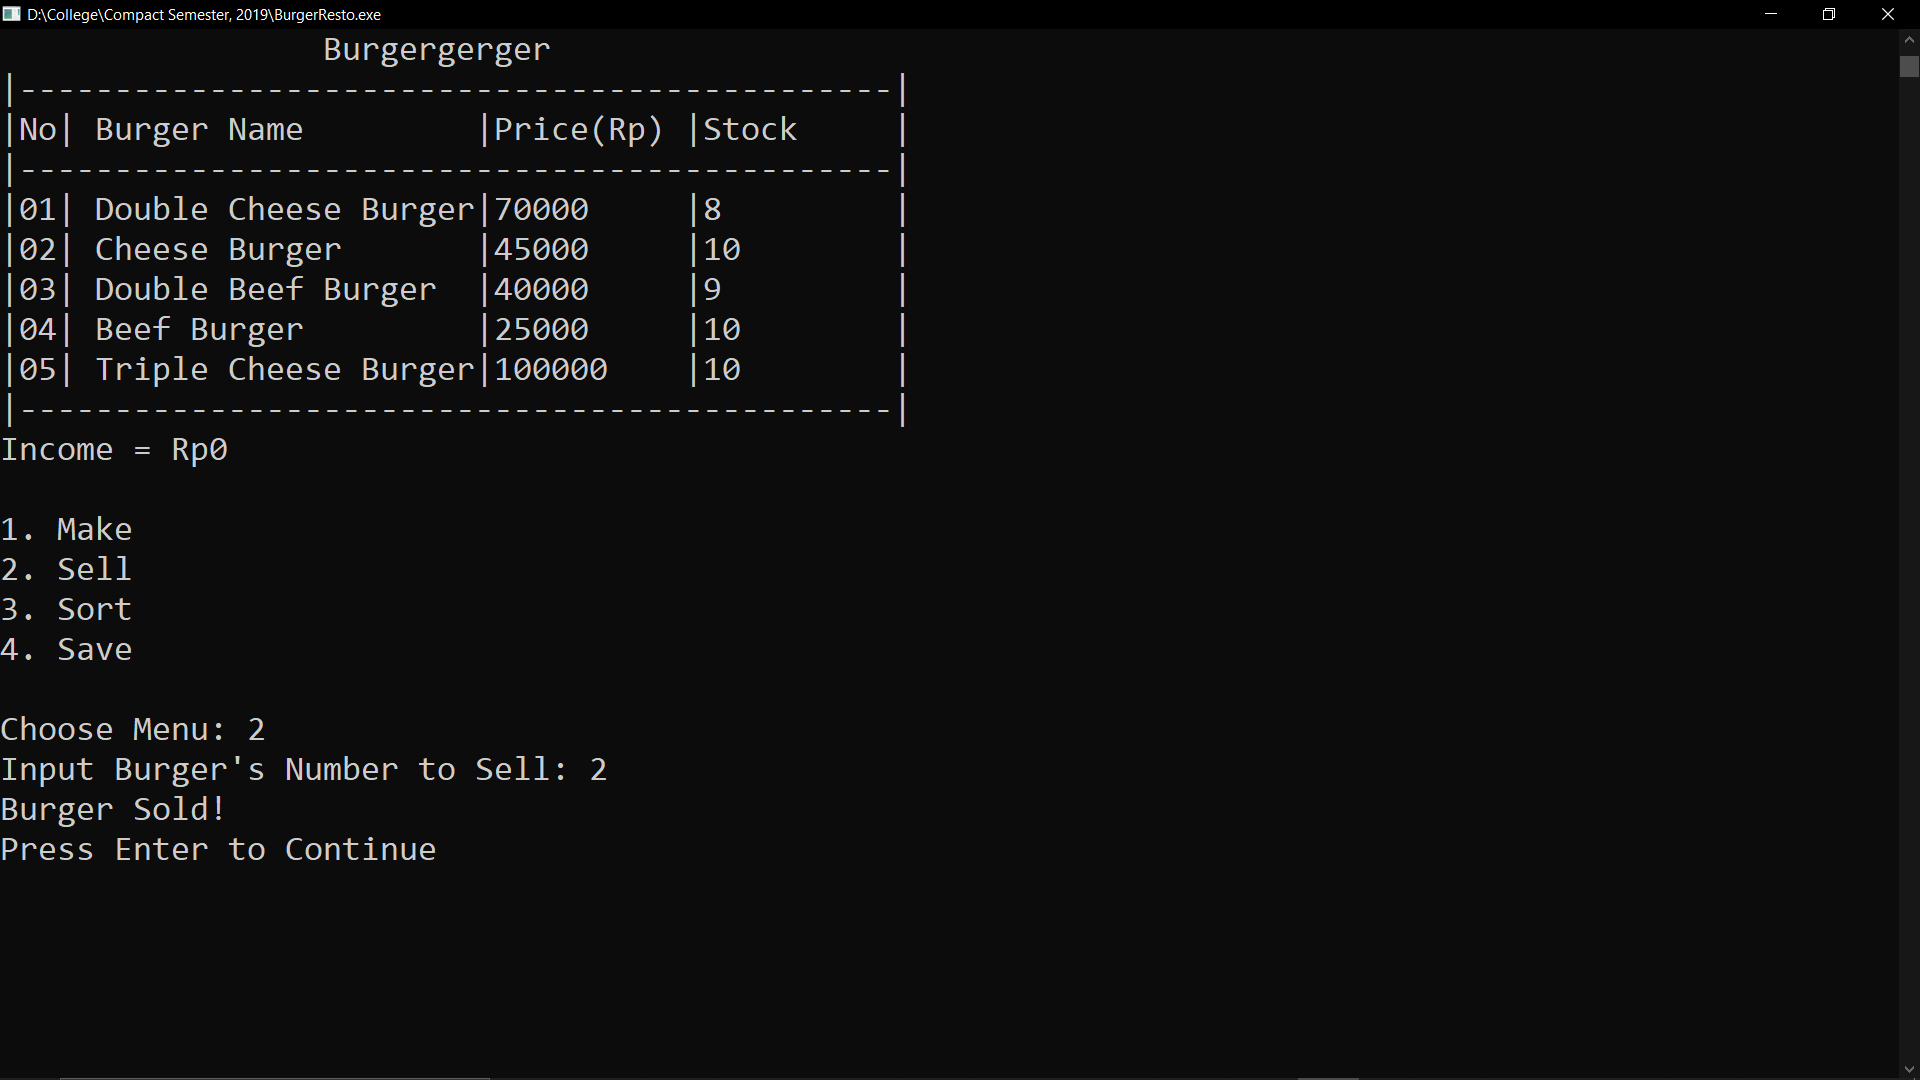 D:\College\Compact Semester, 2019\BurgerResto.exe
Burgergerger
|----------------------------------------------|
|No| Burger Name         |Price(Rp) |Stock     |
|----------------------------------------------|
|01| Double Cheese Burger|70000     |8         |
|02| Cheese Burger       |45000     |10        |
|03| Double Beef Burger  |40000     |9         |
|04| Beef Burger         |25000     |10        |
|05| Triple Cheese Burger|100000    |10        |
|----------------------------------------------|
Income = Rp0
1. Make
2. Sell
3. Sort
4. Save
Choose Menu: 2
Input Burger's Number to Sell: 2
Burger Sold!
Press Enter to Continue